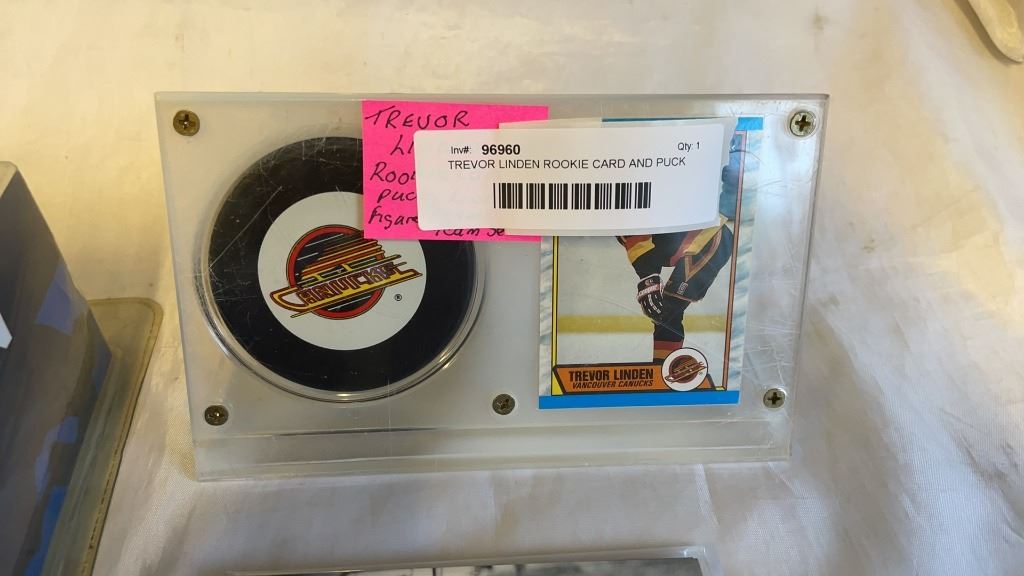 TREVOR
Inv#: 96960 Qty: 1
TREVOR LINDEN ROOKIE CARD AND PUCK
CANUCKS
®
TREVOR LINDEN
VANCOUVER CANUCKS